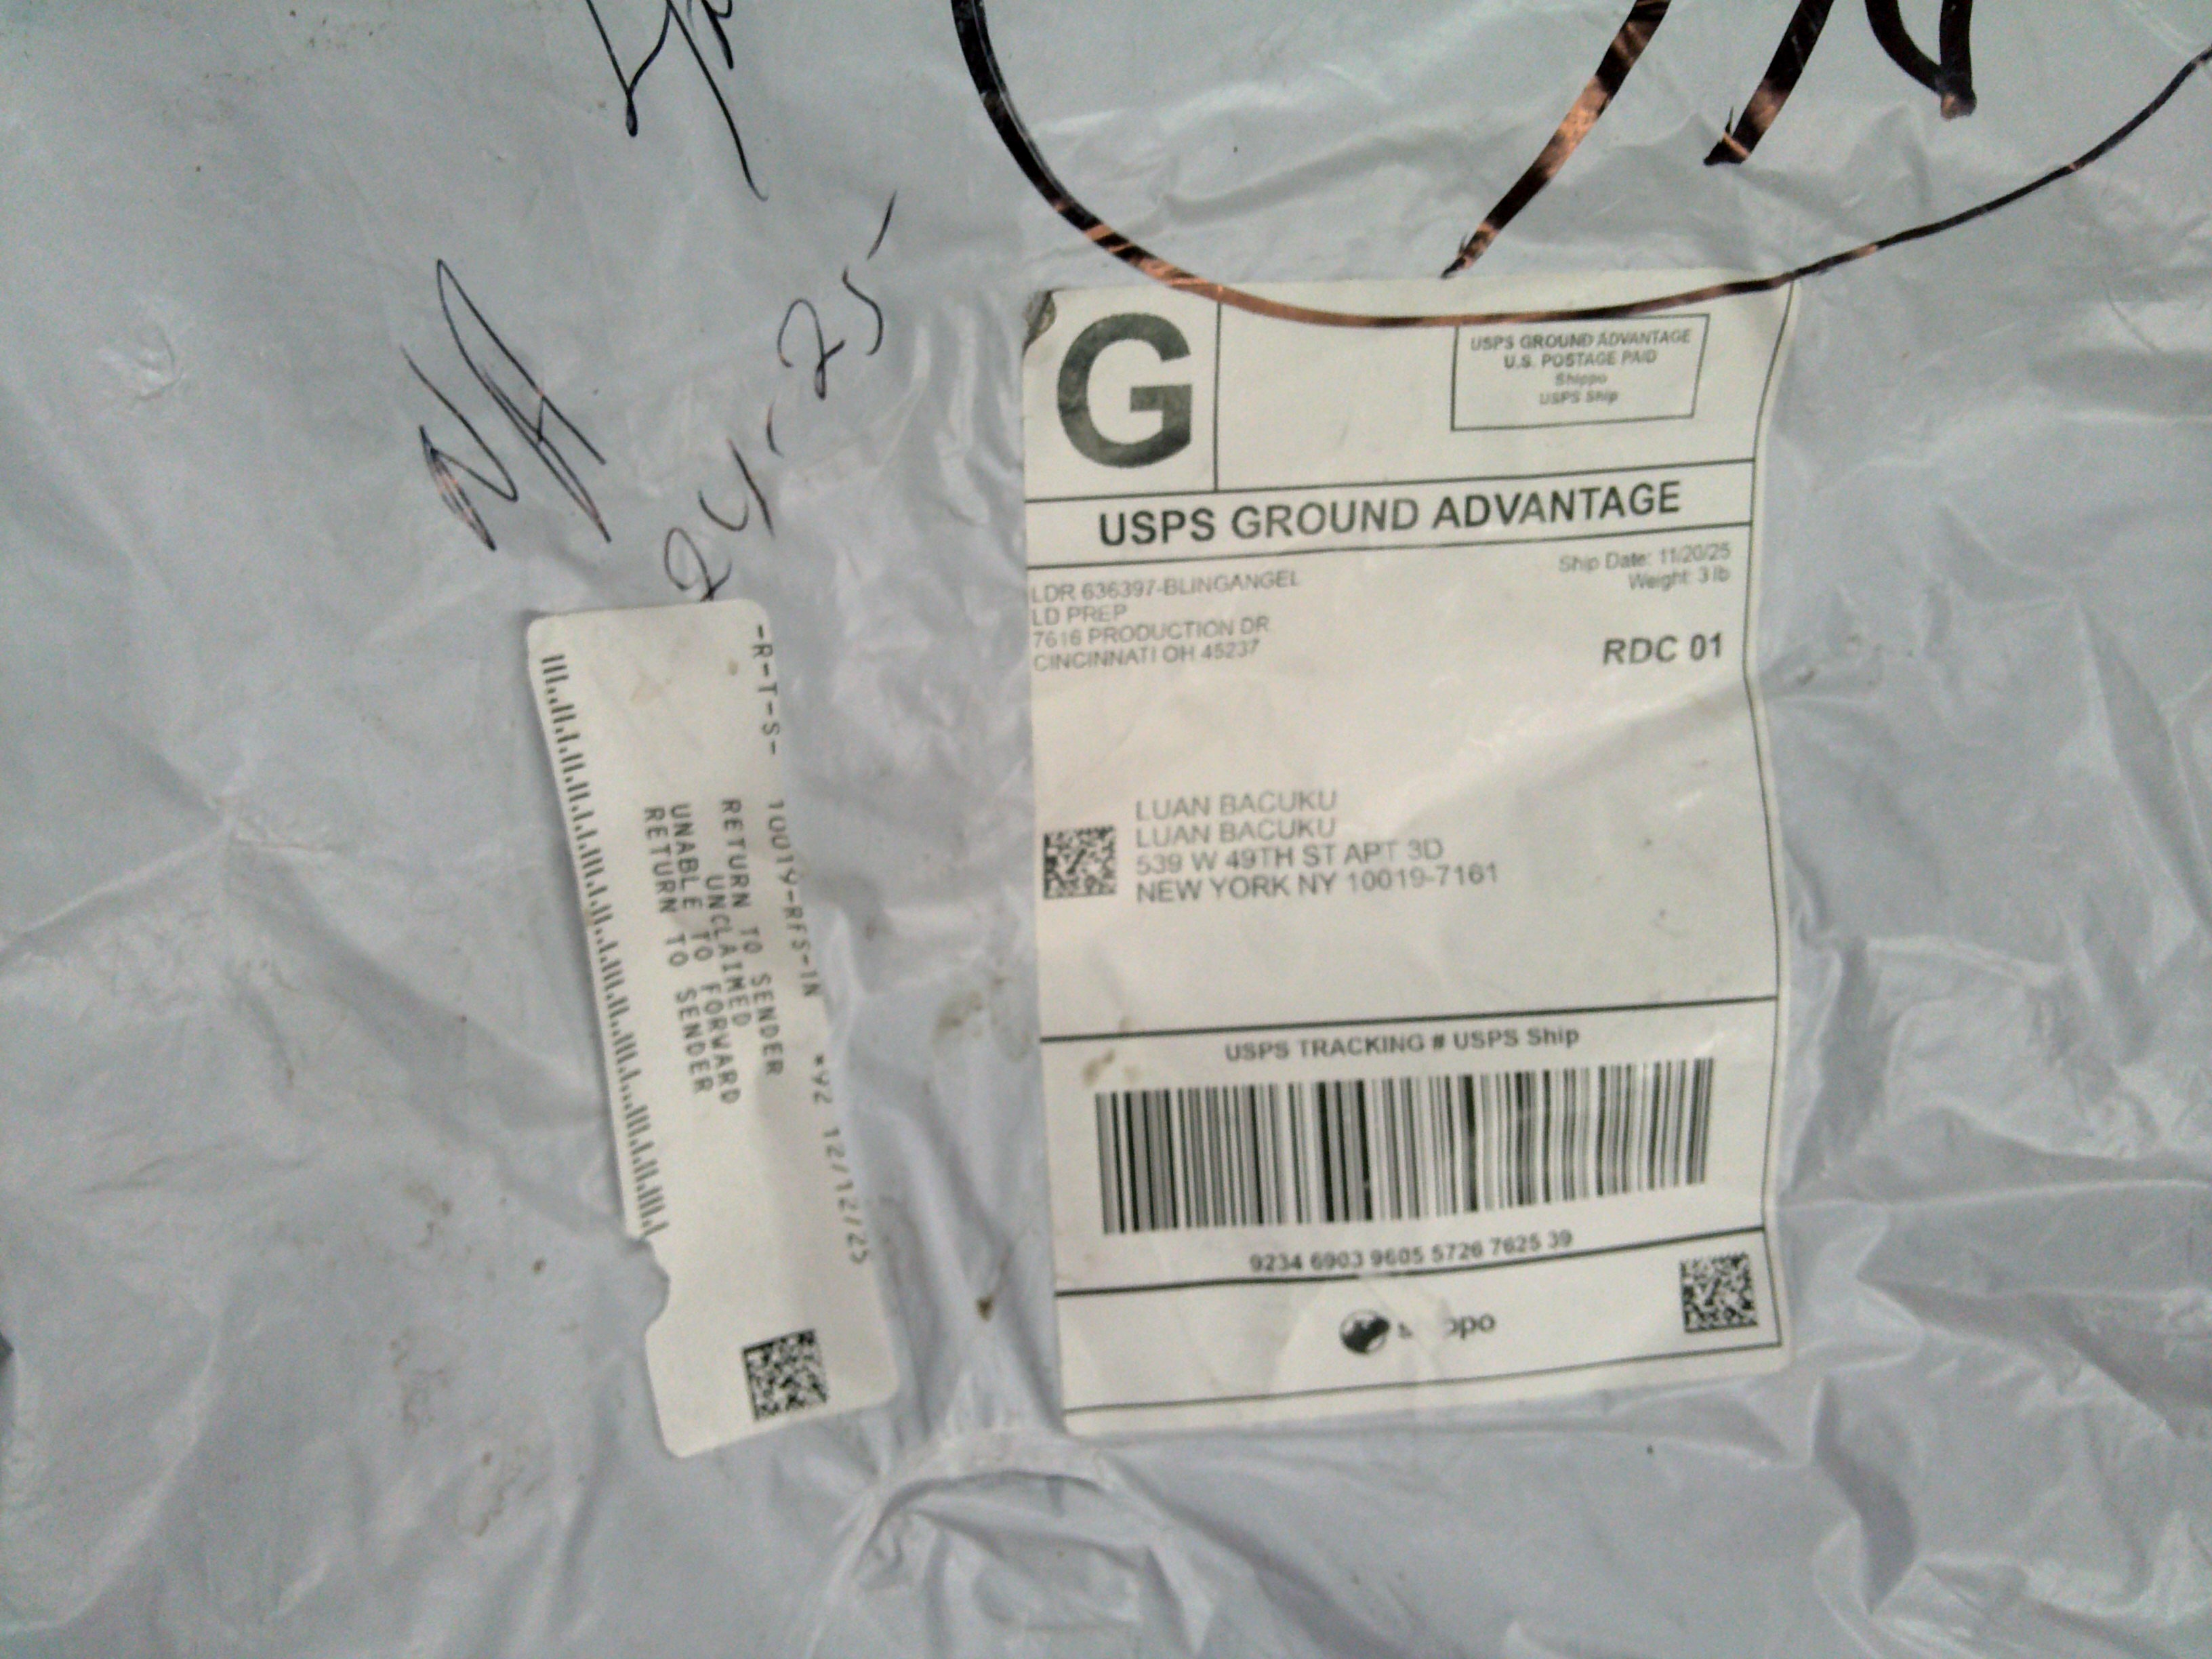 NA
24-25-
G
USPS GROUND ADVANTAGE
U.S. POSTAGE PAID
Shippo
USPS Ship
USPS GROUND ADVANTAGE
LDR 636397-BLINGANGEL
LD PREP
7616 PRODUCTION DR
CINCINNATI OH 45237
Ship Date: 11/20/25
Weight: 3 lb
RDC 01
LUAN BACUKU
LUAN BACUKU
539 W 49TH ST APT 3D
NEW YORK NY 10019-7161
USPS TRACKING # USPS Ship
9234 6903 9605 5726 7625 39
-R-T-S- 10019-RFS-1N 12/12/25
RETURN TO SENDER
UNCLAIMED
UNABLE TO FORWARD
RETURN TO SENDER